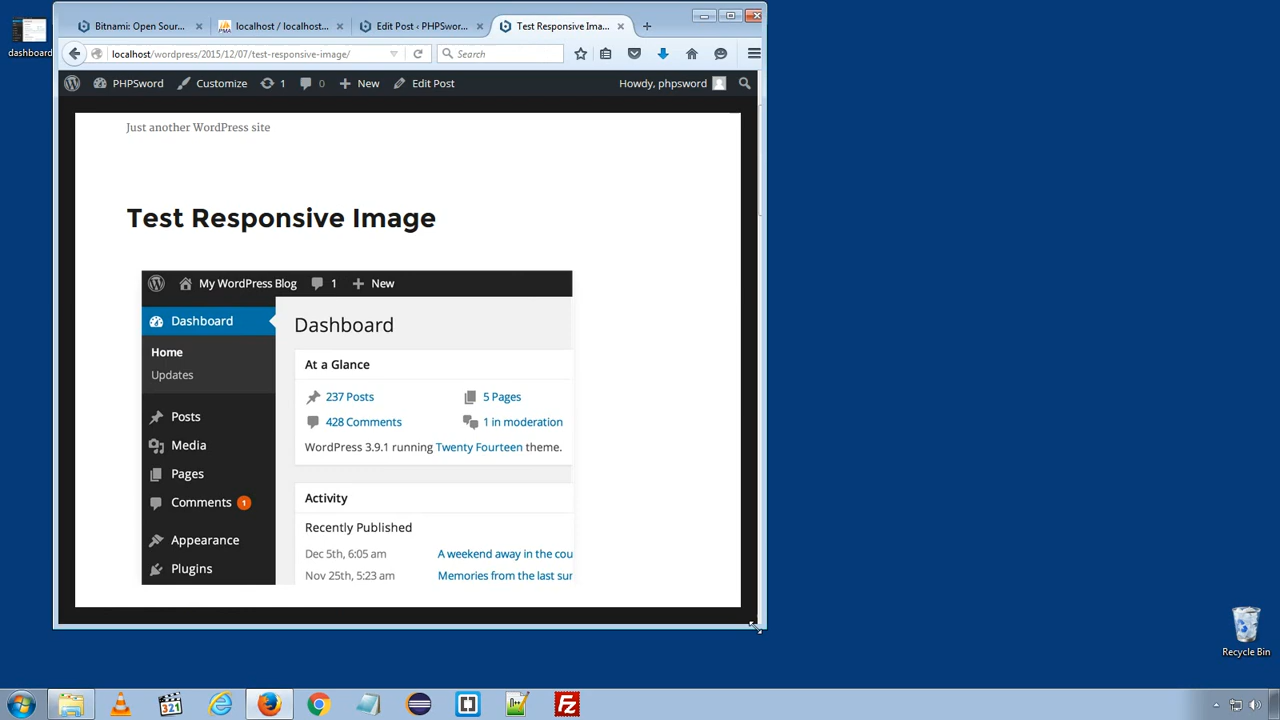 Bitnami: Open Sour...
localhost / localhost...
Edit Post ‹ PHPSwor...
Test Responsive Ima...
dashboard
localhost/wordpress/2015/12/07/test-responsive-image/
Search
PHPSword
Customize
1
0
New
Edit Post
Howdy, phpsword
Just another WordPress site
Test Responsive Image
My WordPress Blog
1
New
Dashboard
Dashboard
Home
At a Glance
Updates
237 Posts
5 Pages
Posts
428 Comments
1 in moderation
Media
WordPress 3.9.1 running Twenty Fourteen theme.
Pages
Activity
Comments 1
Recently Published
Appearance
Dec 5th, 6:05 am
A weekend away in the cou
Plugins
Nov 25th, 5:23 am
Memories from the last sur
Recycle Bin
321
Fz